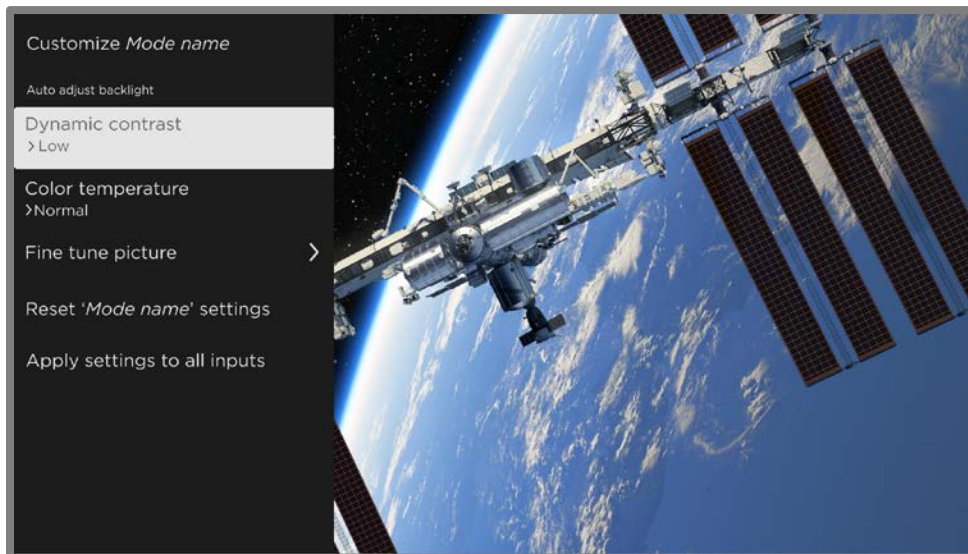 Customize Mode name
Auto adjust backlight
Dynamic contrast
>Low
Color temperature
>Normal
Fine tune picture >
Reset ‘Mode name’ settings
Apply settings to all inputs